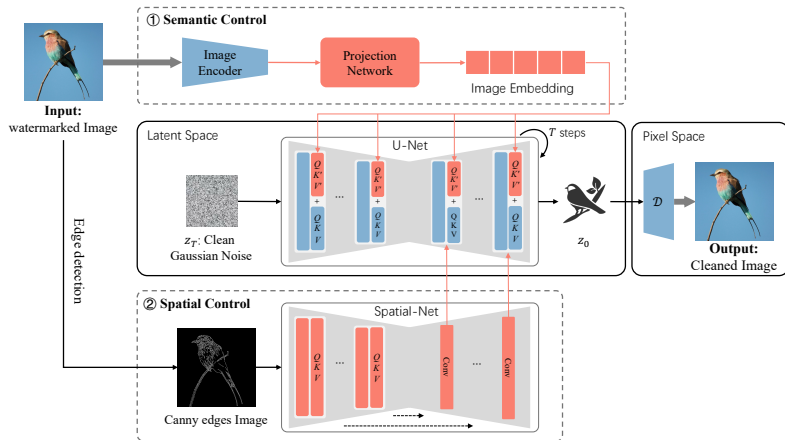 ① Semantic Control
Image
Encoder
Projection
Network
Image Embedding
Input:
watermarked Image
Latent Space
U-Net
T steps
Pixel Space
Q K' V'
+
Q K V
...
Q K' V'
+
Q K V
Q K' V'
+
Q K V
...
Q K' V'
+
Q K V
z_T: Clean
Gaussian Noise
z_0
D
Output:
Cleaned Image
Edge detection
② Spatial Control
Spatial-Net
Q K V
...
Q K V
Conv
...
Conv
Canny edges Image